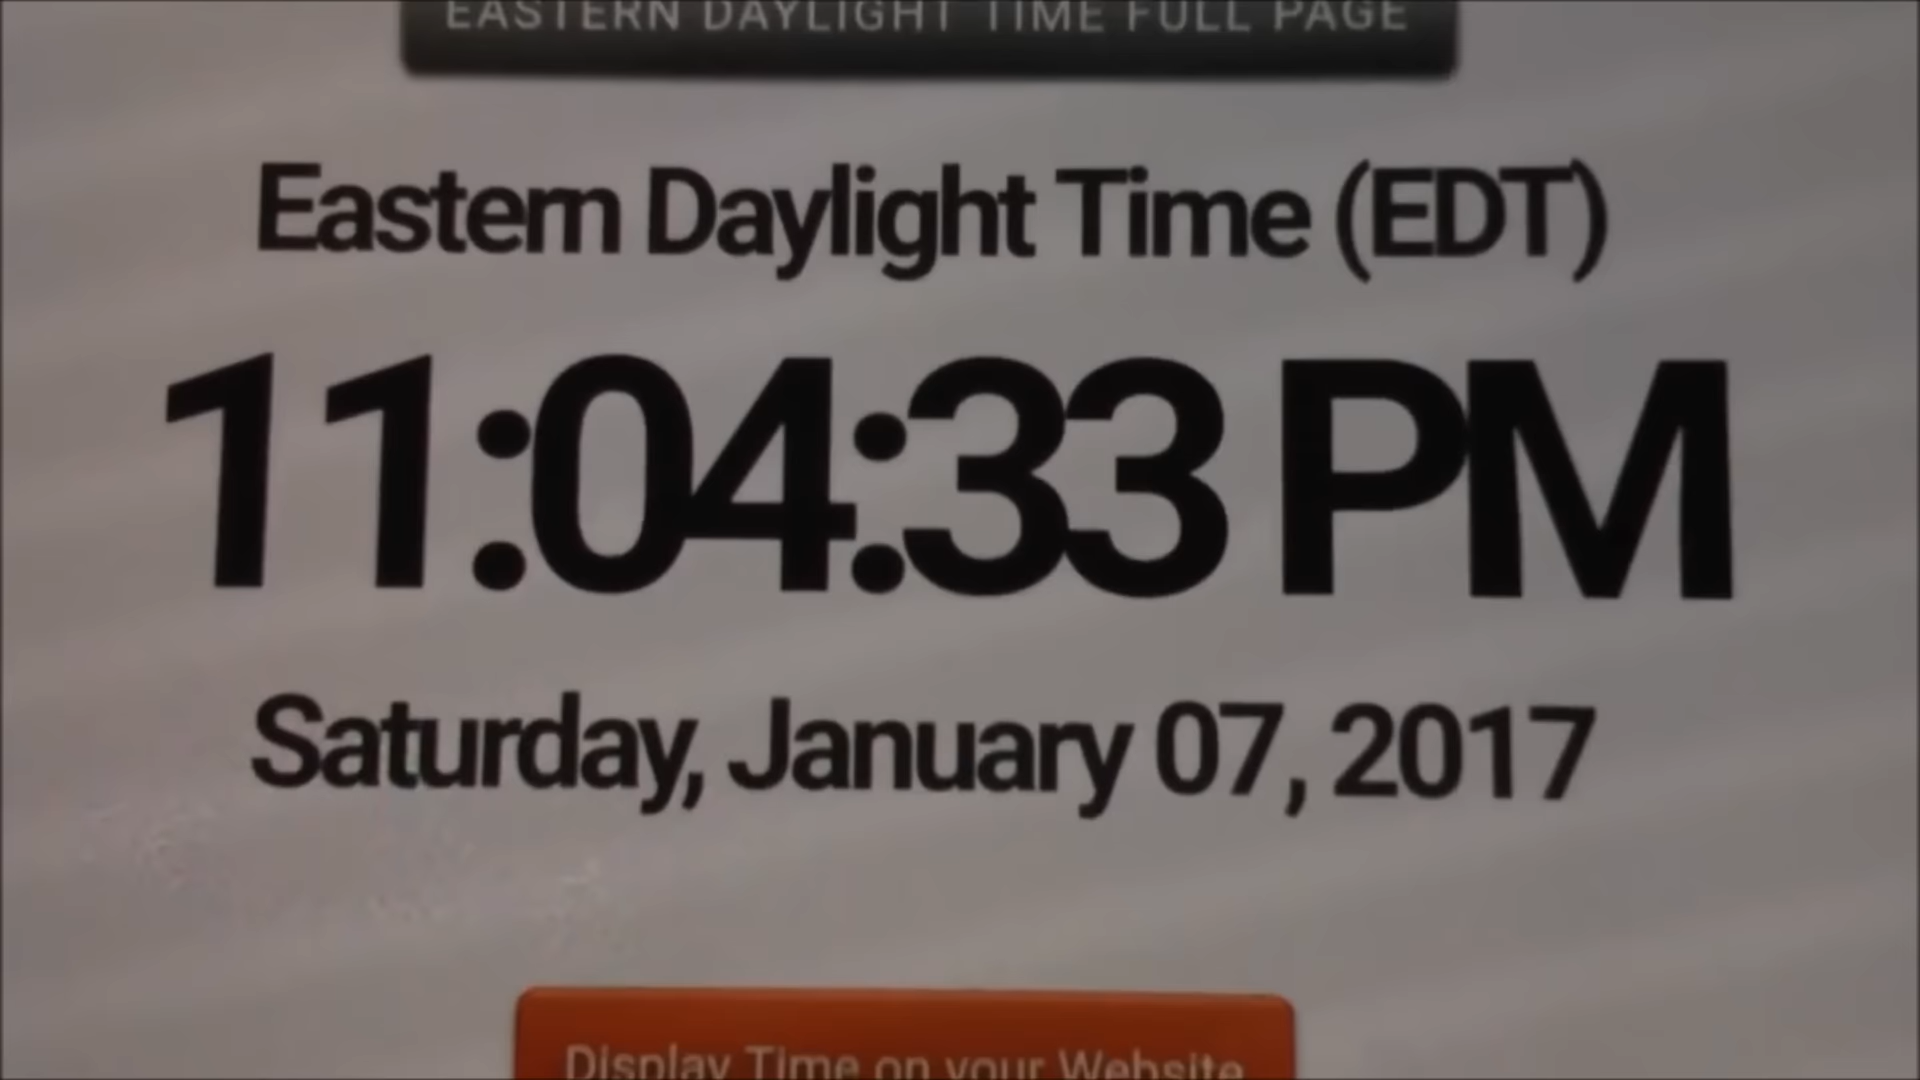 EASTERN DAYLIGHT TIME FULL PAGE
Eastern Daylight Time (EDT)
11:04:33 PM
Saturday, January 07, 2017
Display Time on your Website